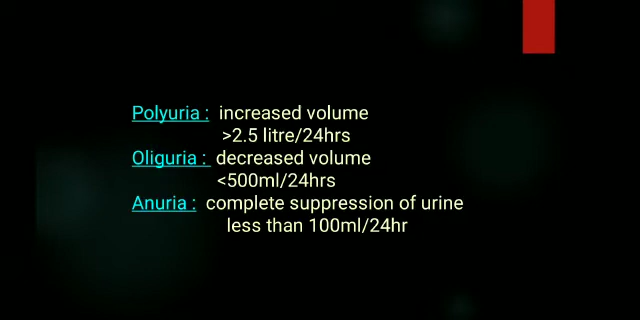 Polyuria : increased volume
>2.5 litre/24hrs
Oliguria : decreased volume
<500ml/24hrs
Anuria : complete suppression of urine
less than 100ml/24hr